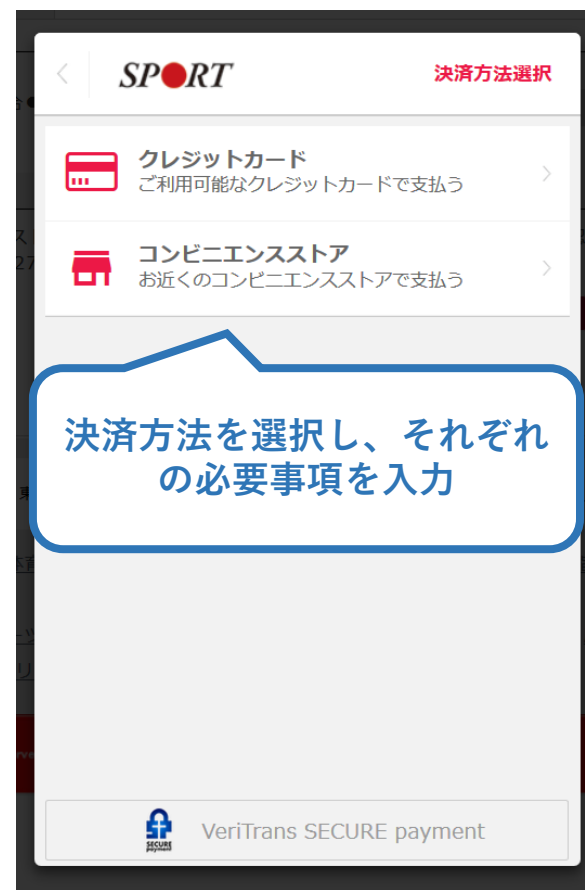 SPORT
決済方法選択
クレジットカード
ご利用可能なクレジットカードで支払う
コンビニエンスストア
お近くのコンビニエンスストアで支払う
決済方法を選択し、それぞれ
の必要事項を入力
SECURE
payment
VeriTrans SECURE payment